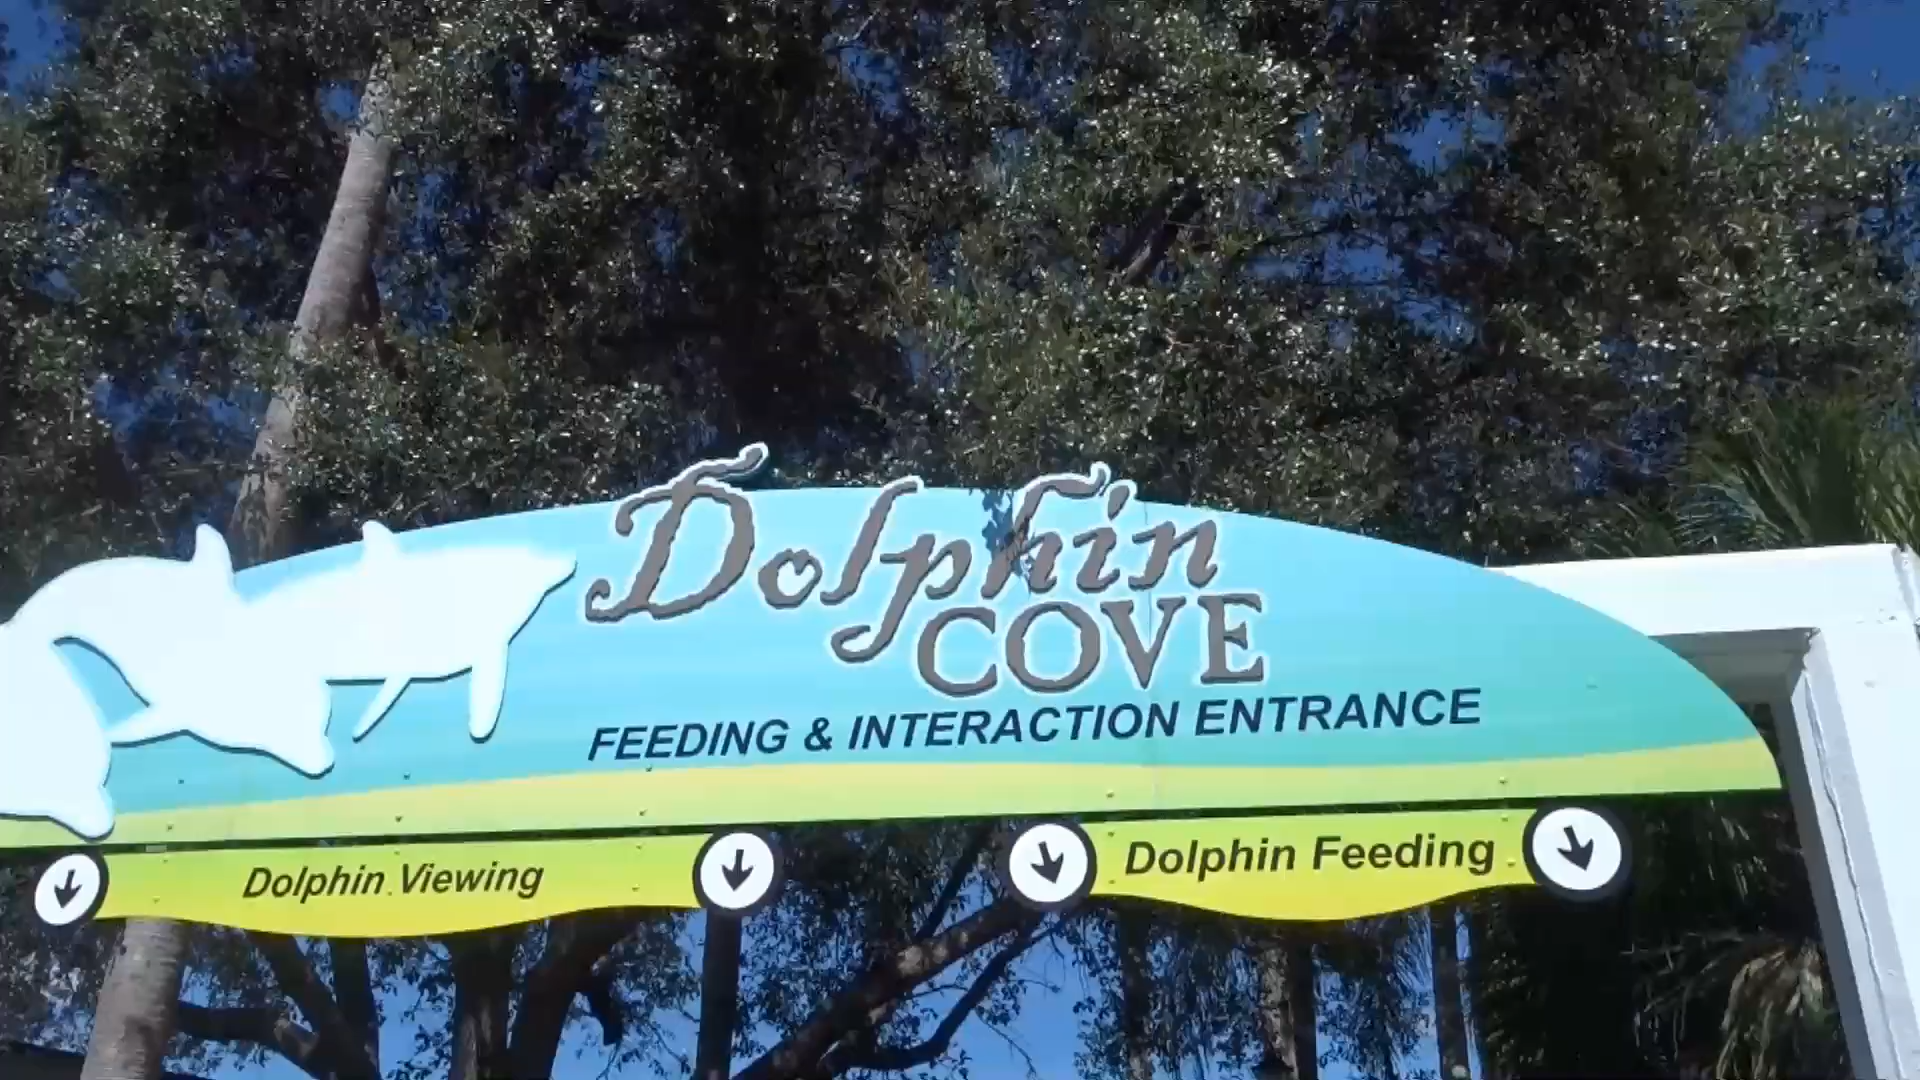 Dolphin
COVE
FEEDING & INTERACTION ENTRANCE
Dolphin Viewing
Dolphin Feeding